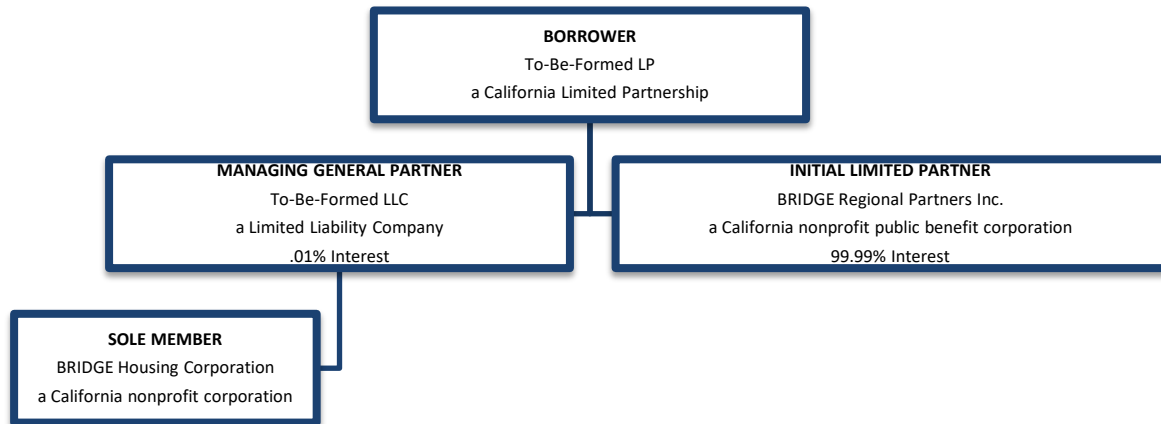 BORROWER
To-Be-Formed LP
a California Limited Partnership
MANAGING GENERAL PARTNER
To-Be-Formed LLC
a Limited Liability Company
.01% Interest
INITIAL LIMITED PARTNER
BRIDGE Regional Partners Inc.
a California nonprofit public benefit corporation
99.99% Interest
SOLE MEMBER
BRIDGE Housing Corporation
a California nonprofit corporation